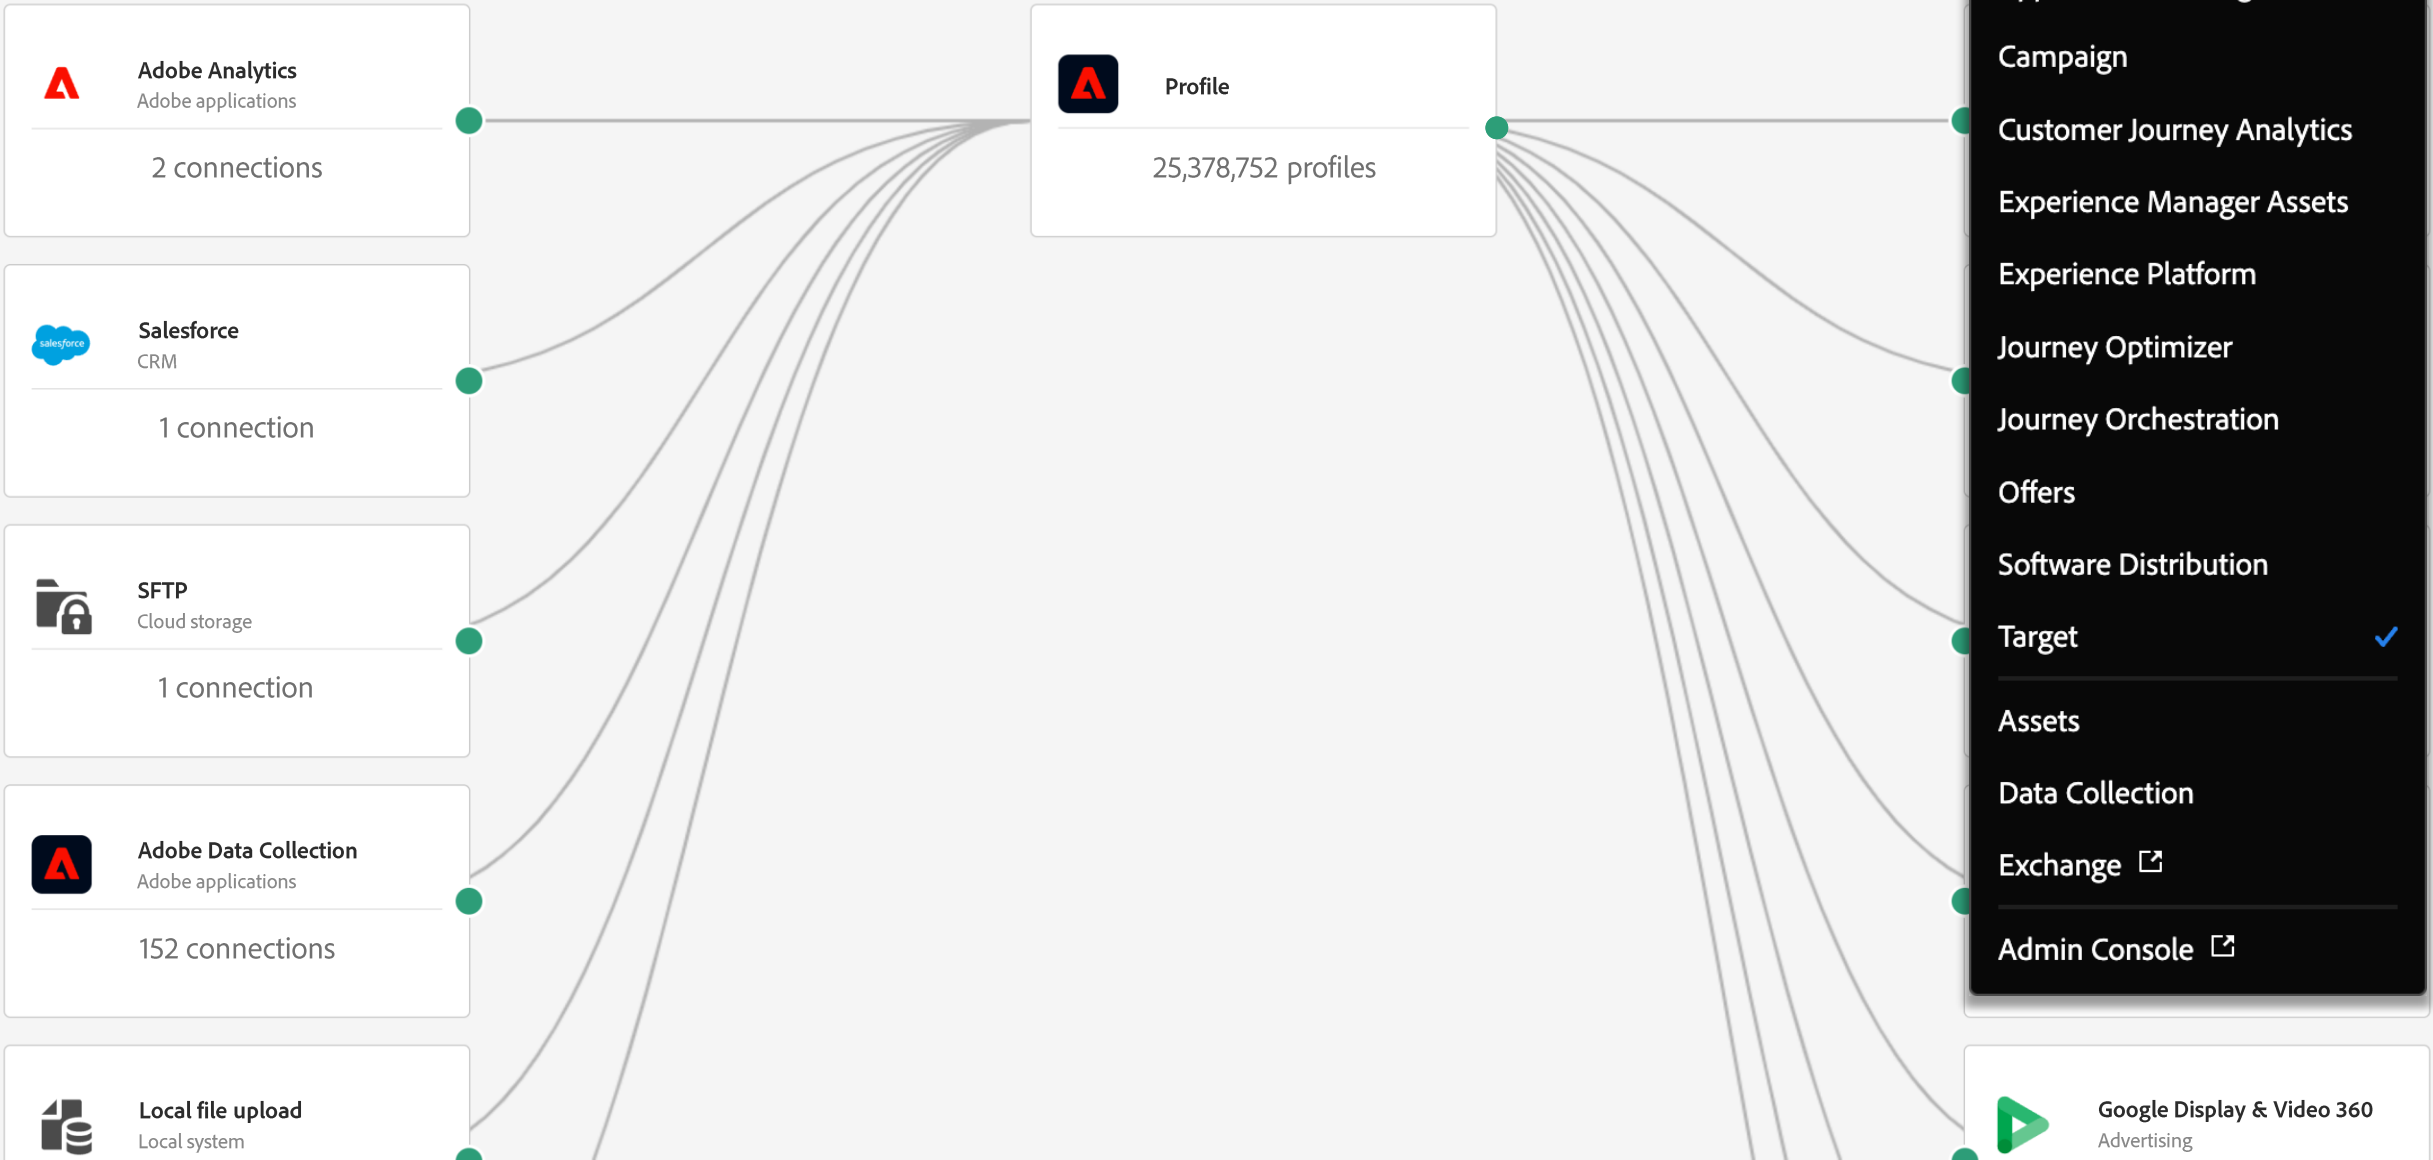 Adobe Analytics
Adobe applications
2 connections
salesforce
Salesforce
CRM
1 connection
SFTP
Cloud storage
1 connection
Adobe Data Collection
Adobe applications
152 connections
Local file upload
Local system
Profile
25,378,752 profiles
Campaign
Customer Journey Analytics
Experience Manager Assets
Experience Platform
Journey Optimizer
Journey Orchestration
Offers
Software Distribution
Target
Assets
Data Collection
Exchange
Admin Console
Google Display & Video 360
Advertising